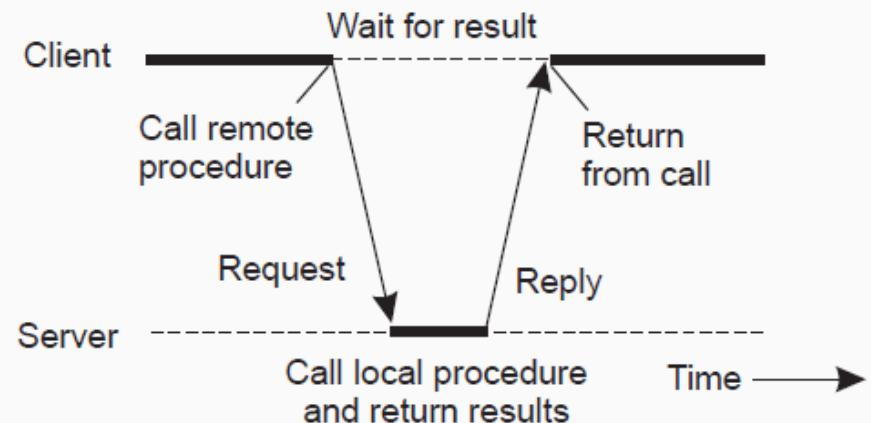 Wait for result
Client
Call remote
procedure
Return
from call
Request
Reply
Server
Call local procedure
and return results
Time